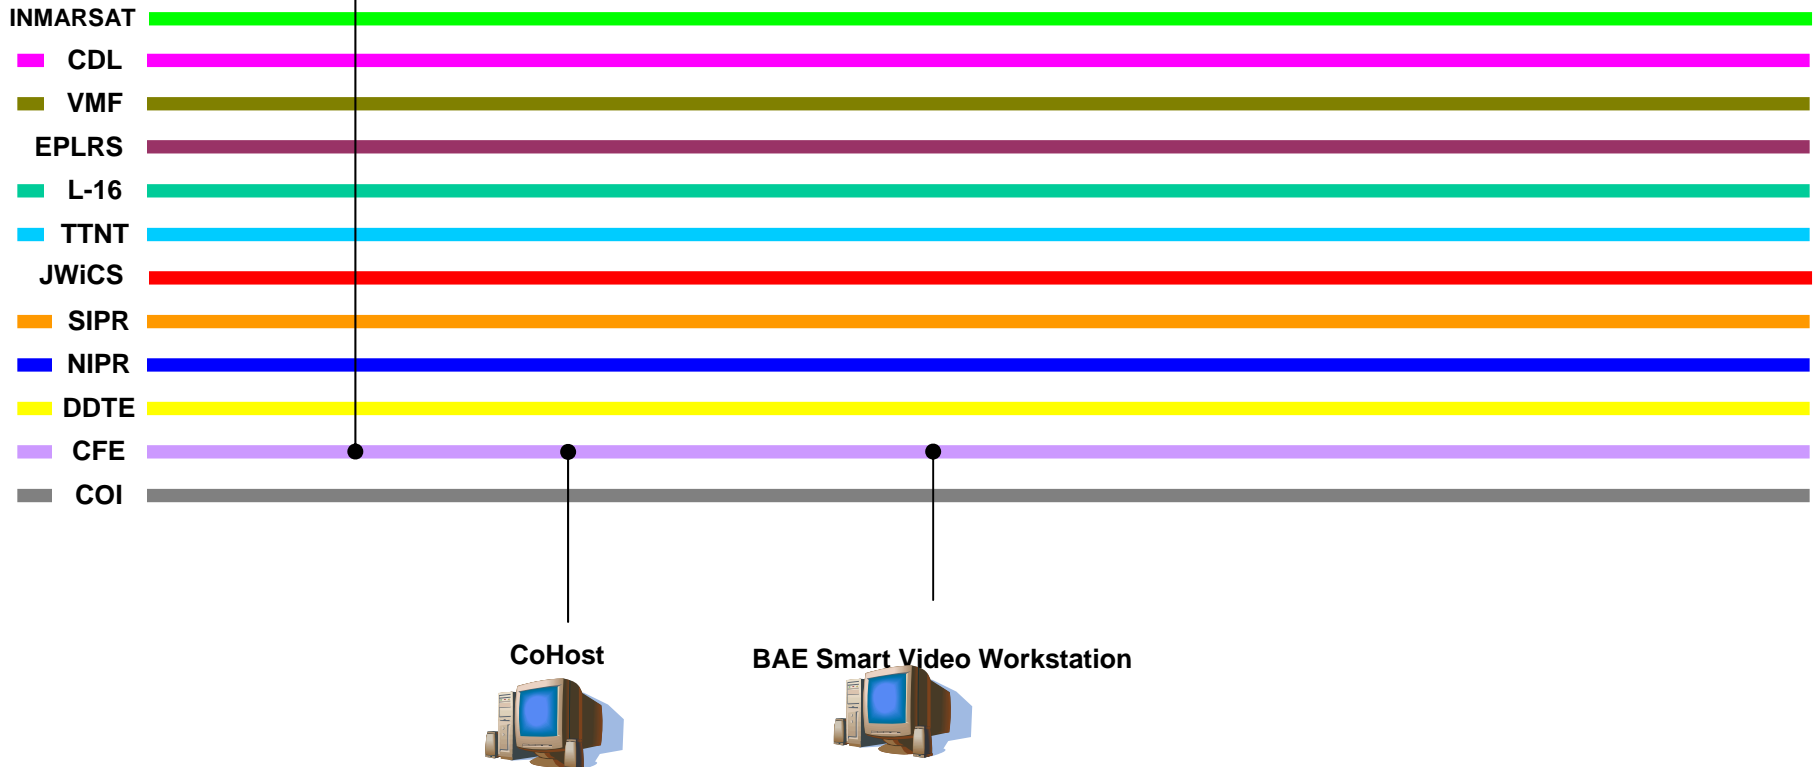 INMARSAT
CDL
VMF
EPLRS
L-16
TTNT
JWiCS
SIPR
NIPR
DDTE
CFE
COI
CoHost
BAE Smart Video Workstation